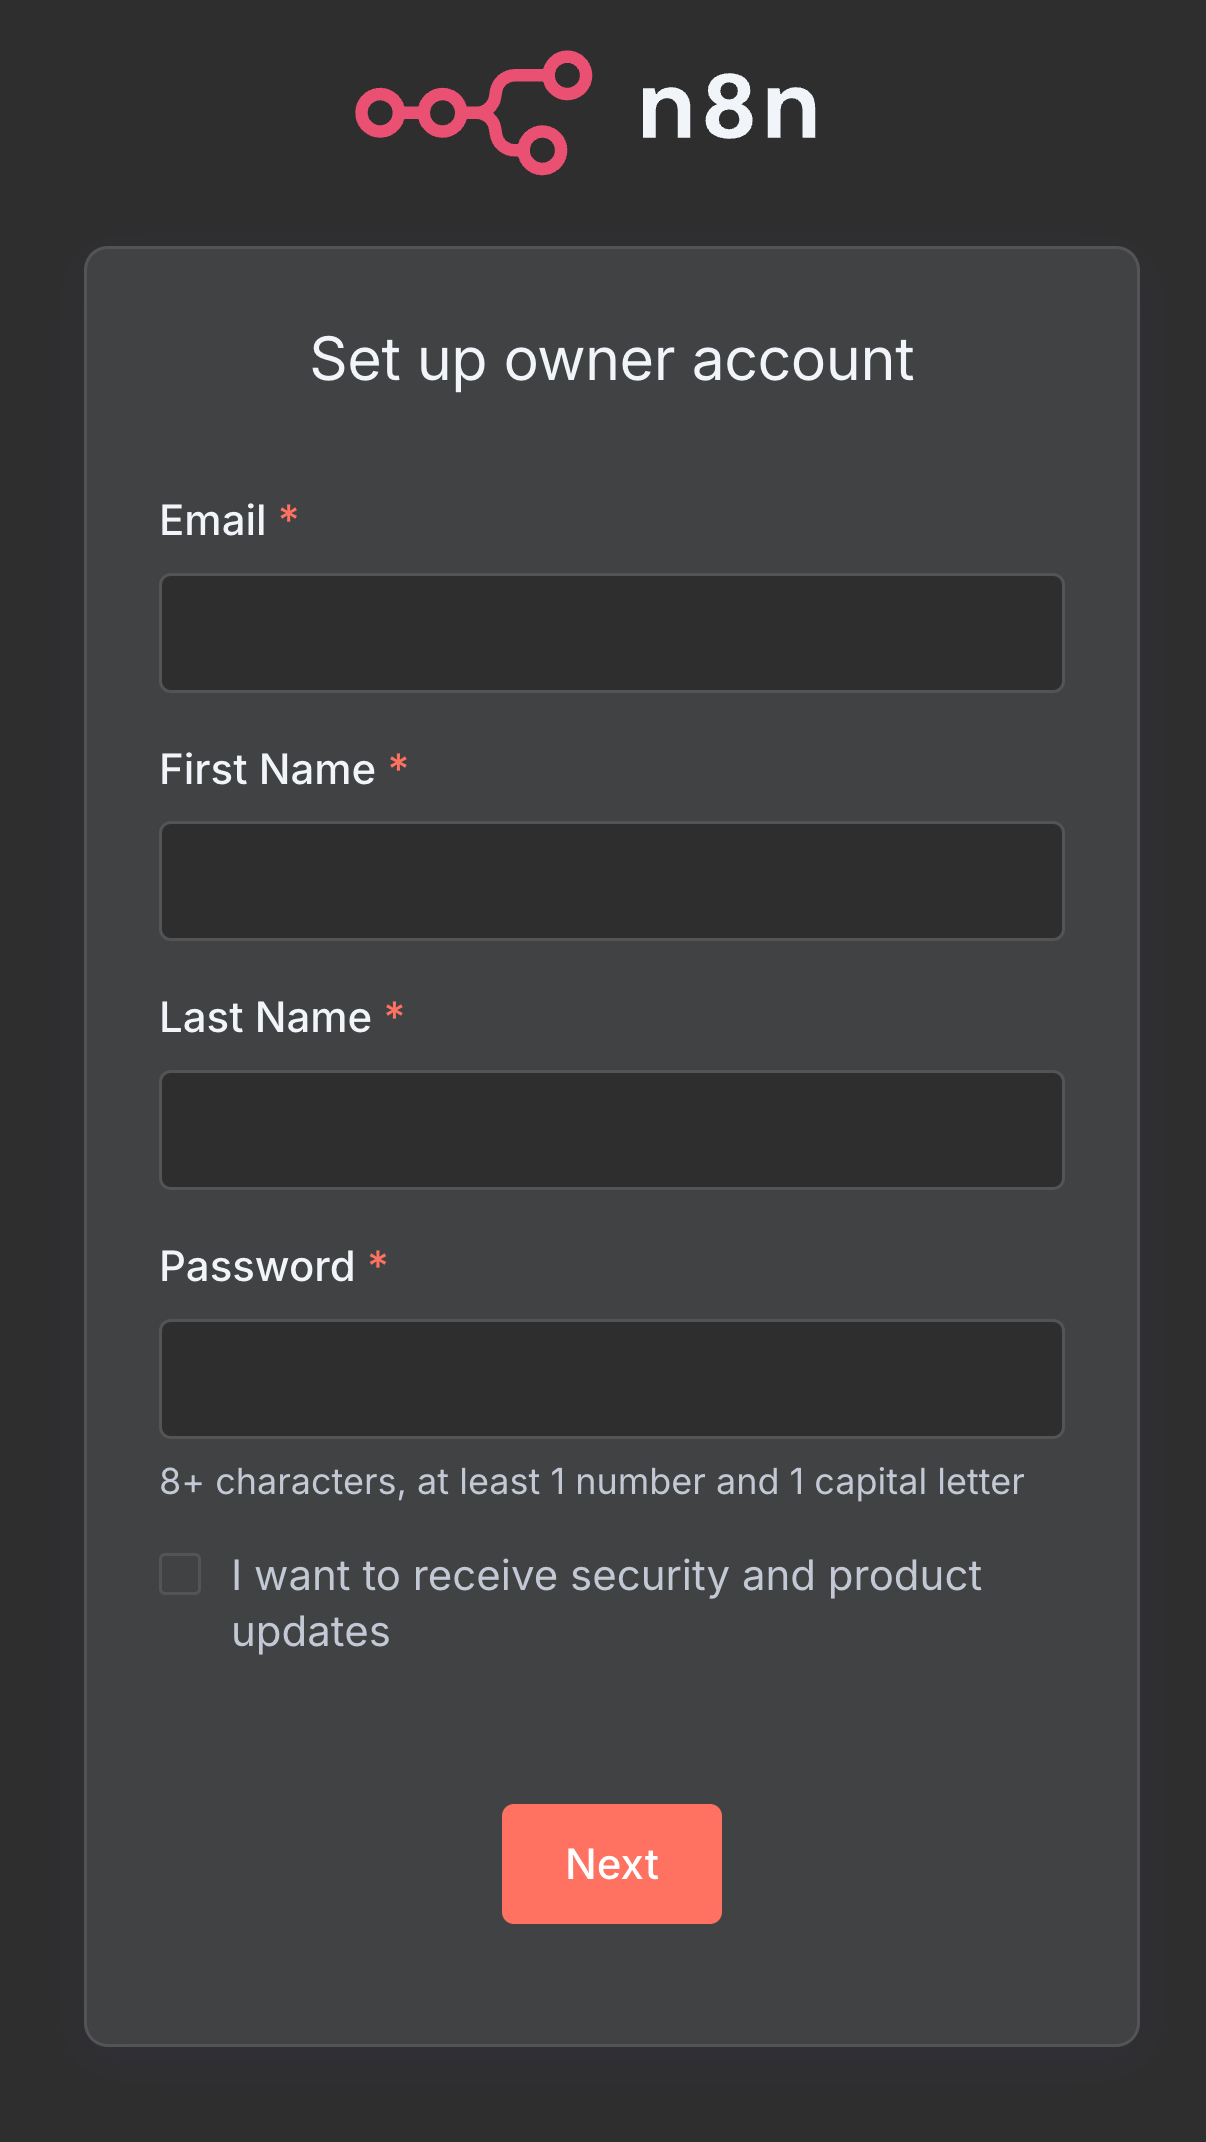 n8n
Set up owner account
Email *
First Name *
Last Name *
Password *
8+ characters, at least 1 number and 1 capital letter
I want to receive security and product
updates
Next